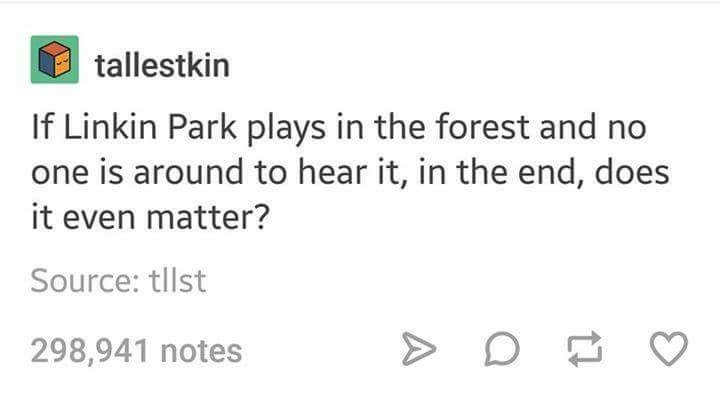 tallestkin
If Linkin Park plays in the forest and no
one is around to hear it, in the end, does
it even matter?
Source: tllst
298,941 notes